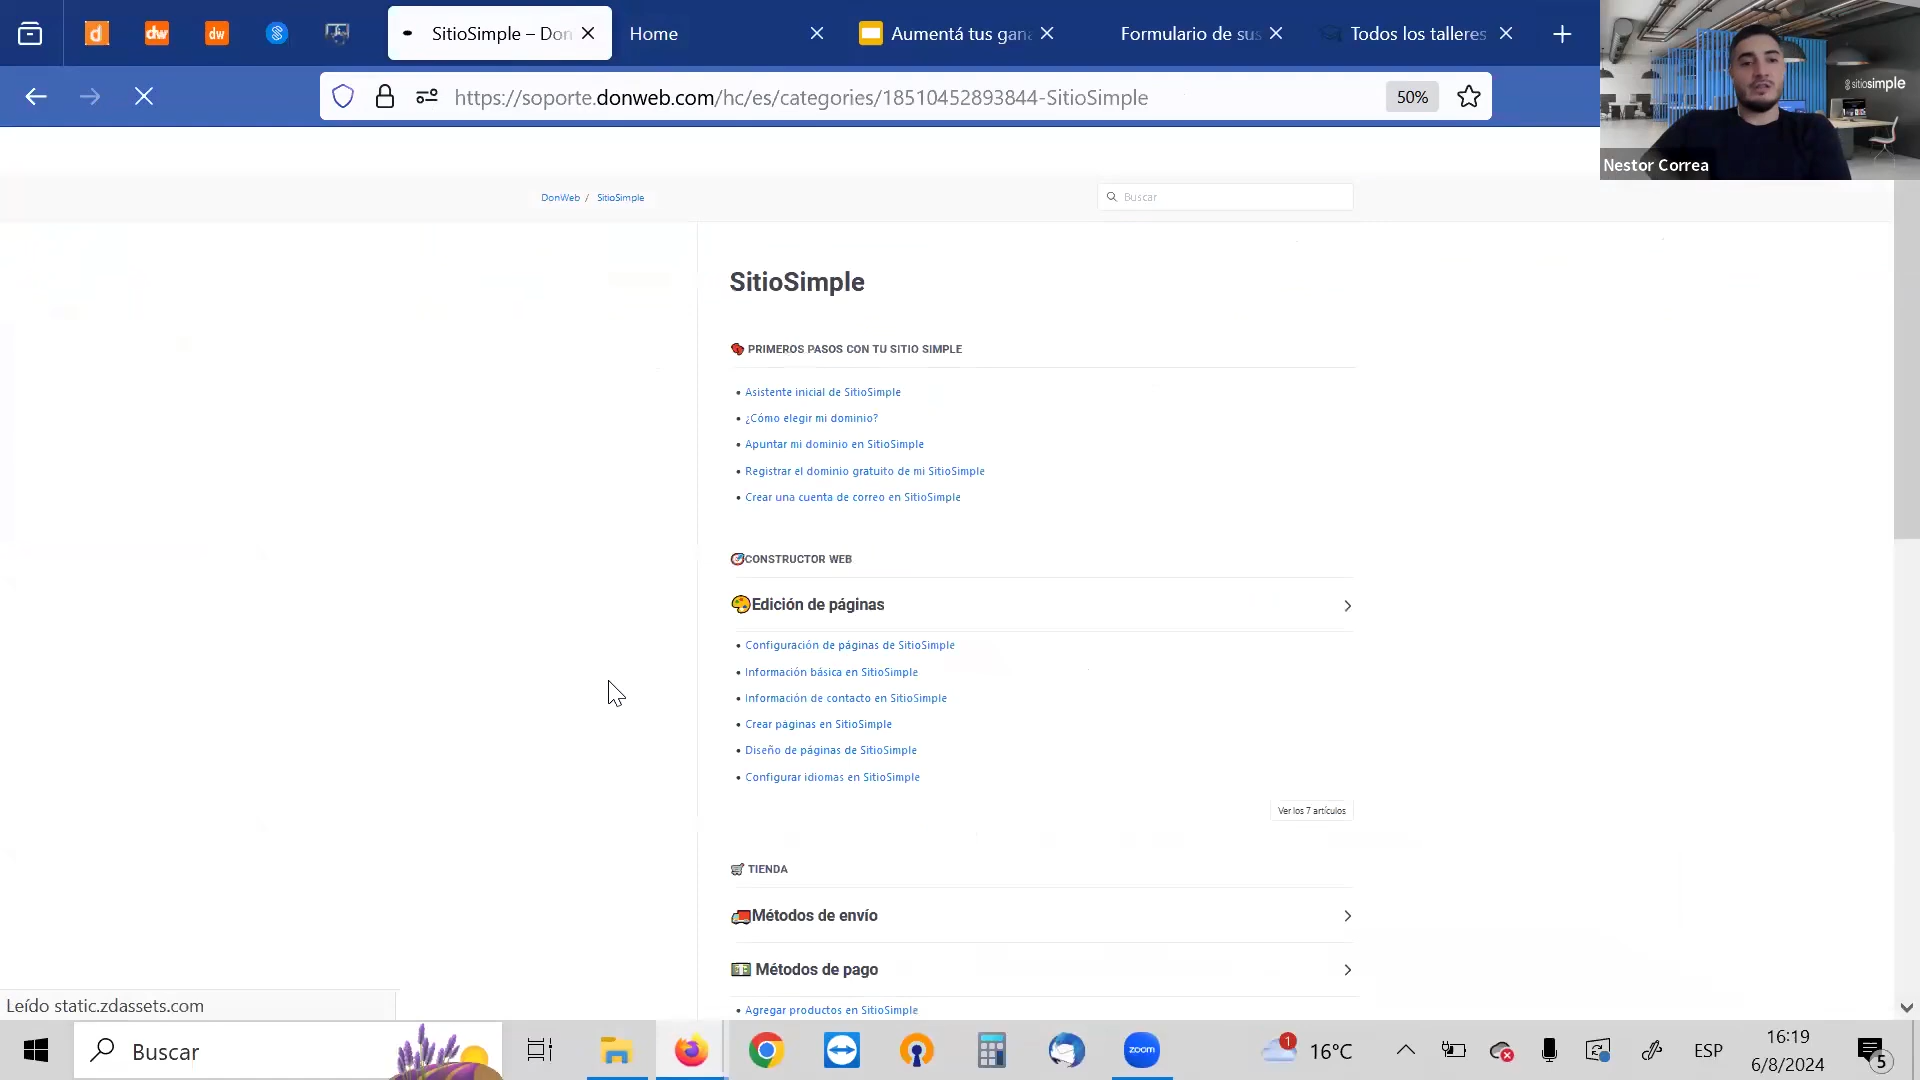 SitioSimple – Don
Home
Aumentá tus gana
Formulario de sus
Todos los talleres
https://soporte.donweb.com/hc/es/categories/18510452893844-SitioSimple
50%
sitiosimple
Nestor Correa
DonWeb / SitioSimple
Buscar
SitioSimple
PRIMEROS PASOS CON TU SITIO SIMPLE
• Asistente inicial de SitioSimple
• ¿Cómo elegir mi dominio?
• Apuntar mi dominio en SitioSimple
• Registrar el dominio gratuito de mi SitioSimple
• Crear una cuenta de correo en SitioSimple
CONSTRUCTOR WEB
Edición de páginas
• Configuración de páginas de SitioSimple
• Información básica en SitioSimple
• Información de contacto en SitioSimple
• Crear páginas en SitioSimple
• Diseño de páginas de SitioSimple
• Configurar idiomas en SitioSimple
Ver los 7 artículos
TIENDA
Métodos de envío
Métodos de pago
• Agregar productos en SitioSimple
Leído static.zdassets.com
Buscar
zoom
1
16°C
ESP
16:19
6/8/2024
5